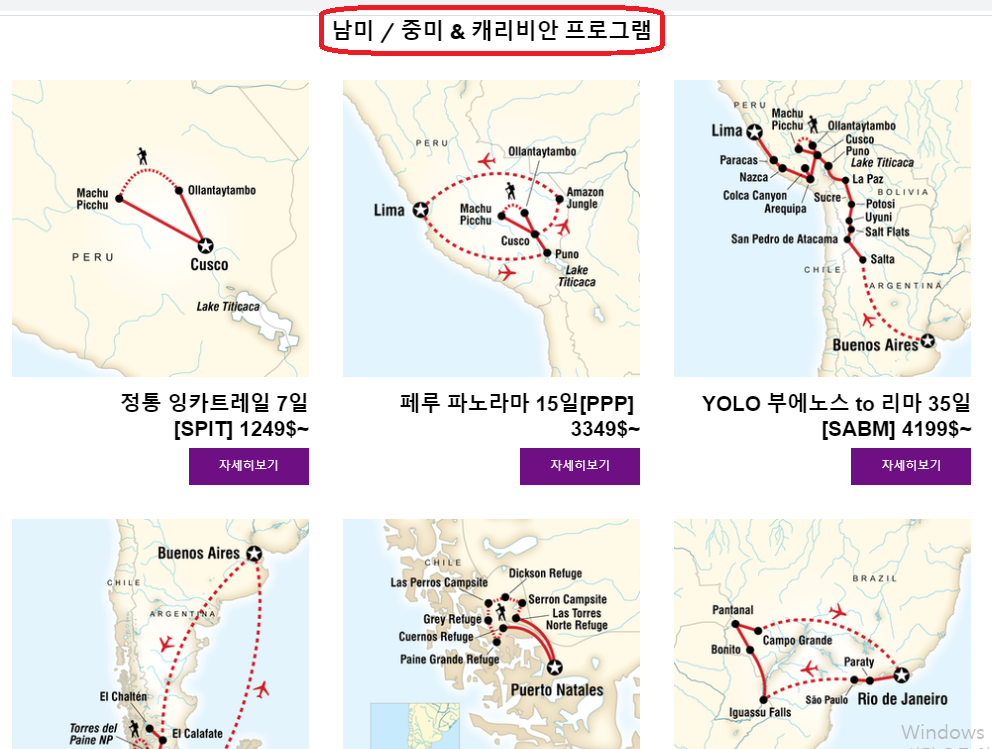 남미 / 중미 & 캐리비안 프로그램
Machu
Picchu
Ollantaytambo
PERU
Cusco
Lake Titicaca
정통 잉카트레일 7일
[SPIT] 1249$~
자세히보기
PERU
Ollantaytambo
Lima
Machu
Picchu
Amazon
Jungle
Cusco
Puno
Lake
Titicaca
페루 파노라마 15일[PPP]
3349$~
자세히보기
PERU
Lima
Machu
Picchu
Ollantaytambo
Cusco
Puno
Lake Titicaca
Paracas
Nazca
La Paz
Colca Canyon
Arequipa
BOLIVIA
Sucre
Potosi
Uyuni
Salt Flats
San Pedro de Atacama
CHILE
Salta
ARGENTINA
Buenos Aires
YOLO 부에노스 to 리마 35일
[SABM] 4199$~
자세히보기
Buenos Aires
CHILE
ARGENTINA
El Chaltén
Torres del
Paine NP
El Calafate
CHILE
Dickson Refuge
Las Perros Campsite
Serron Campsite
Grey Refuge
Las Torres
Norte Refuge
Cuernos Refuge
Paine Grande Refuge
Puerto Natales
BRAZIL
Pantanal
Campo Grande
Bonito
Paraty
São Paulo
Rio de Janeiro
Iguassu Falls
Windows